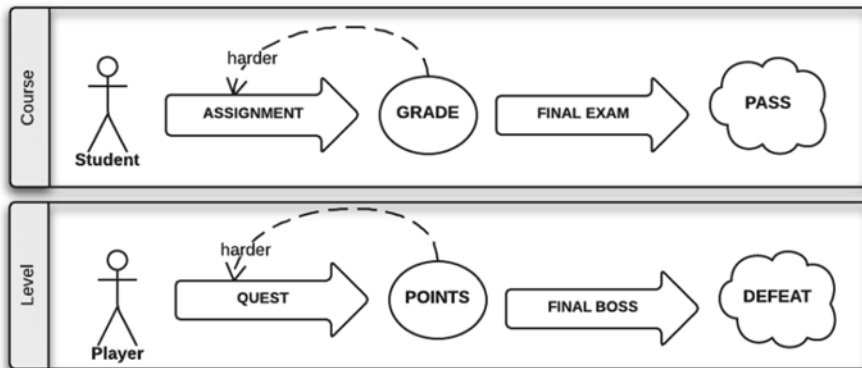 Course
harder
ASSIGNMENT
GRADE
FINAL EXAM
PASS
Student
Level
harder
QUEST
POINTS
FINAL BOSS
DEFEAT
Player